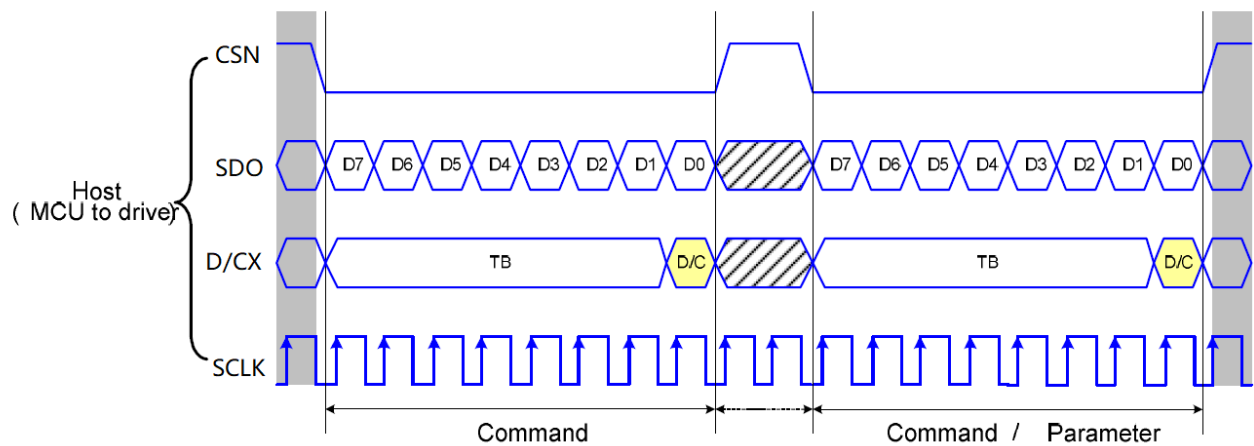 CSN
SDO D7 D6 D5 D4 D3 D2 D1 D0 D7 D6 D5 D4 D3 D2 D1 D0
Host
( MCU to driver)
D/CX TB D/C TB D/C
SCLK
Command Command / Parameter